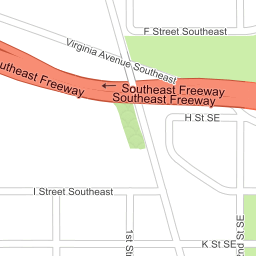 F Street Southeast
Virginia Avenue Southeast
Southeast Freeway
Southeast Freeway
outheast Freeway
H St SE
I Street Southeast
1st St
2nd St SE
K St SE